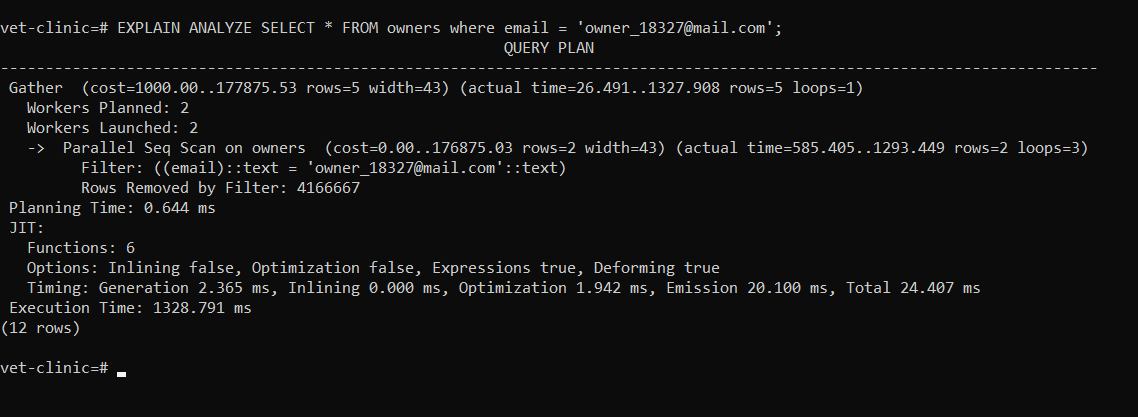 vet-clinic=# EXPLAIN ANALYZE SELECT * FROM owners where email = 'owner_18327@mail.com';
QUERY PLAN
-------------------------------------------------------------------------------------------------------------------------
Gather  (cost=1000.00..177875.53 rows=5 width=43) (actual time=26.491..1327.908 rows=5 loops=1)
  Workers Planned: 2
  Workers Launched: 2
  ->  Parallel Seq Scan on owners  (cost=0.00..176875.03 rows=2 width=43) (actual time=585.405..1293.449 rows=2 loops=3)
        Filter: ((email)::text = 'owner_18327@mail.com'::text)
        Rows Removed by Filter: 4166667
Planning Time: 0.644 ms
JIT:
  Functions: 6
  Options: Inlining false, Optimization false, Expressions true, Deforming true
  Timing: Generation 2.365 ms, Inlining 0.000 ms, Optimization 1.942 ms, Emission 20.100 ms, Total 24.407 ms
Execution Time: 1328.791 ms
(12 rows)
vet-clinic=#